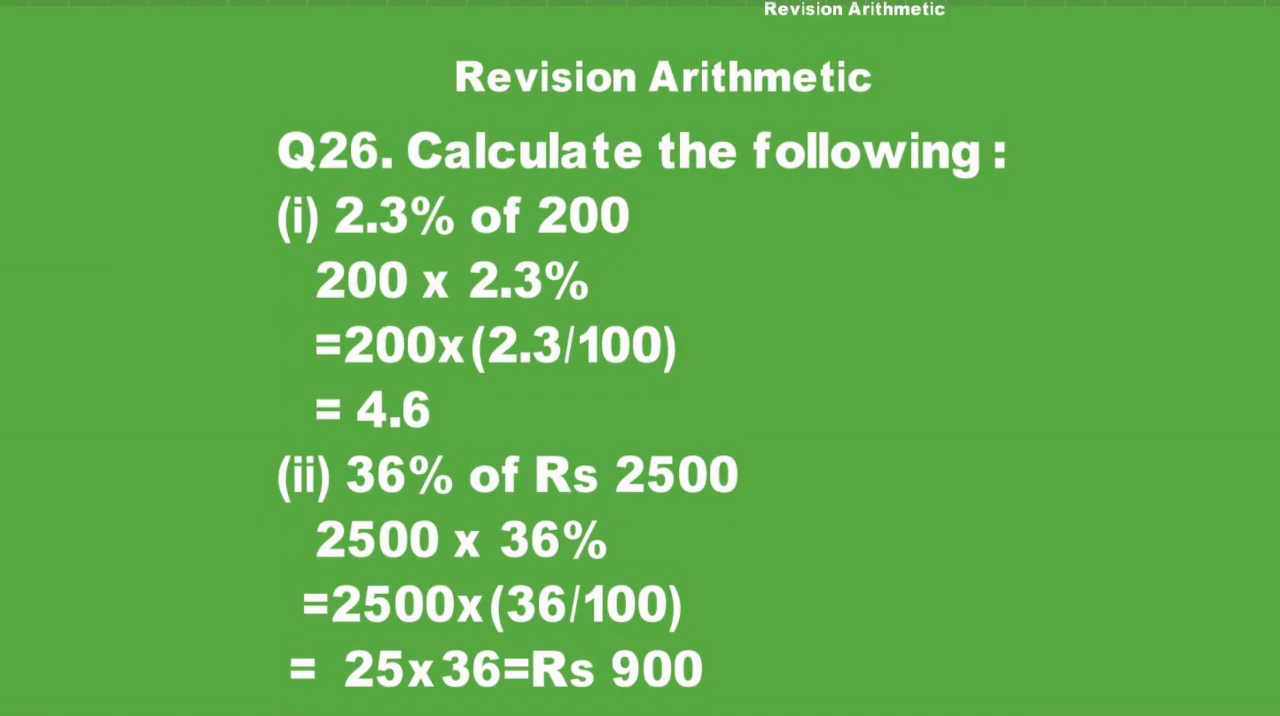 Revision Arithmetic
Revision Arithmetic
Q26. Calculate the following :
(i) 2.3% of 200
200 x 2.3%
=200x(2.3/100)
= 4.6
(ii) 36% of Rs 2500
2500 x 36%
=2500x(36/100)
= 25x36=Rs 900